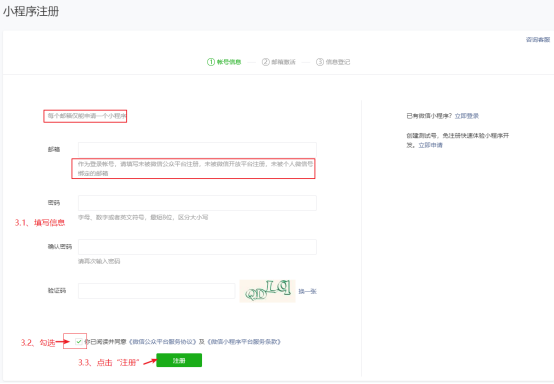 小程序注册
咨询客服
①帐号信息 ②邮箱激活 ③信息登记
每个邮箱仅能申请一个小程序
已有微信小程序？立即登录
创建测试号，免注册快速体验小程序开
发。立即申请
邮箱
作为登录帐号，请填写未被微信公众平台注册，未被微信开放平台注册，未被个人微信号
绑定的邮箱
密码
字母、数字或者英文符号，最短8位，区分大小写
3.1、填写信息
确认密码
请再次输入密码
验证码
换一张
3.2、勾选
你已阅读并同意《微信公众平台服务协议》及《微信小程序平台服务条款》
3.3、点击“注册”
注册